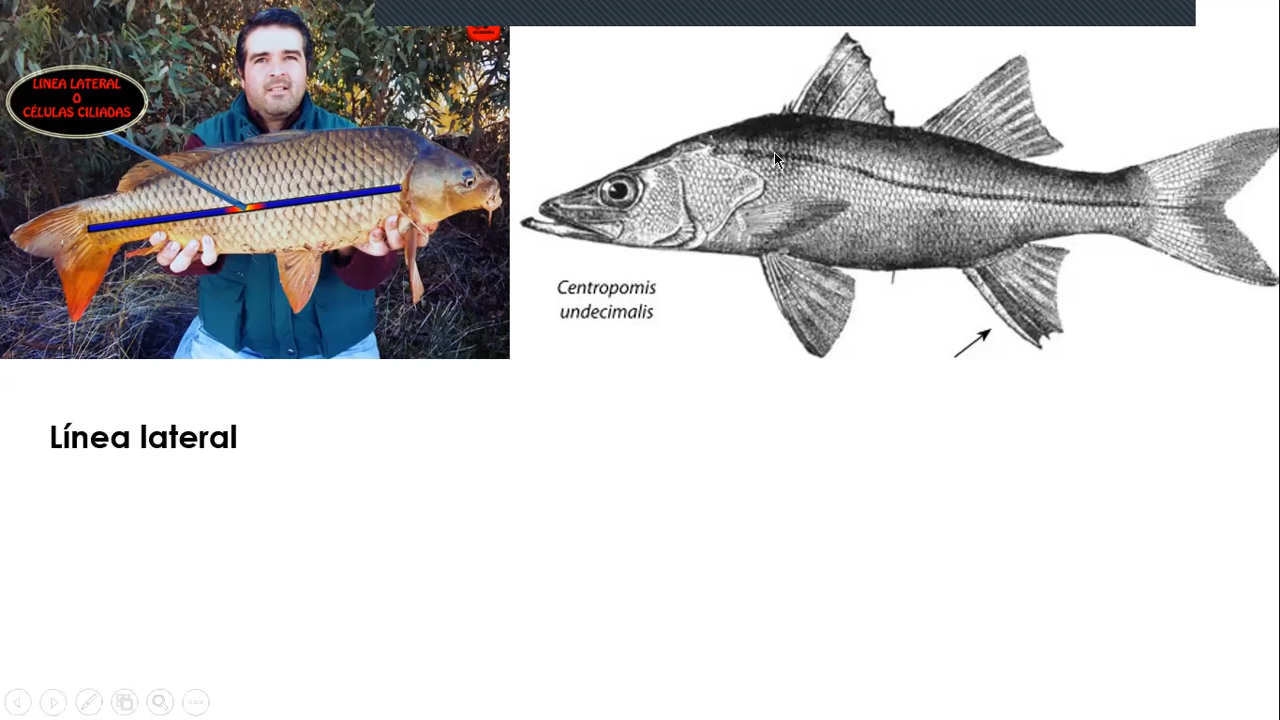 LINEA LATERAL
O
CÉLULAS CILIADAS
Centropomis
undecimalis
Línea lateral